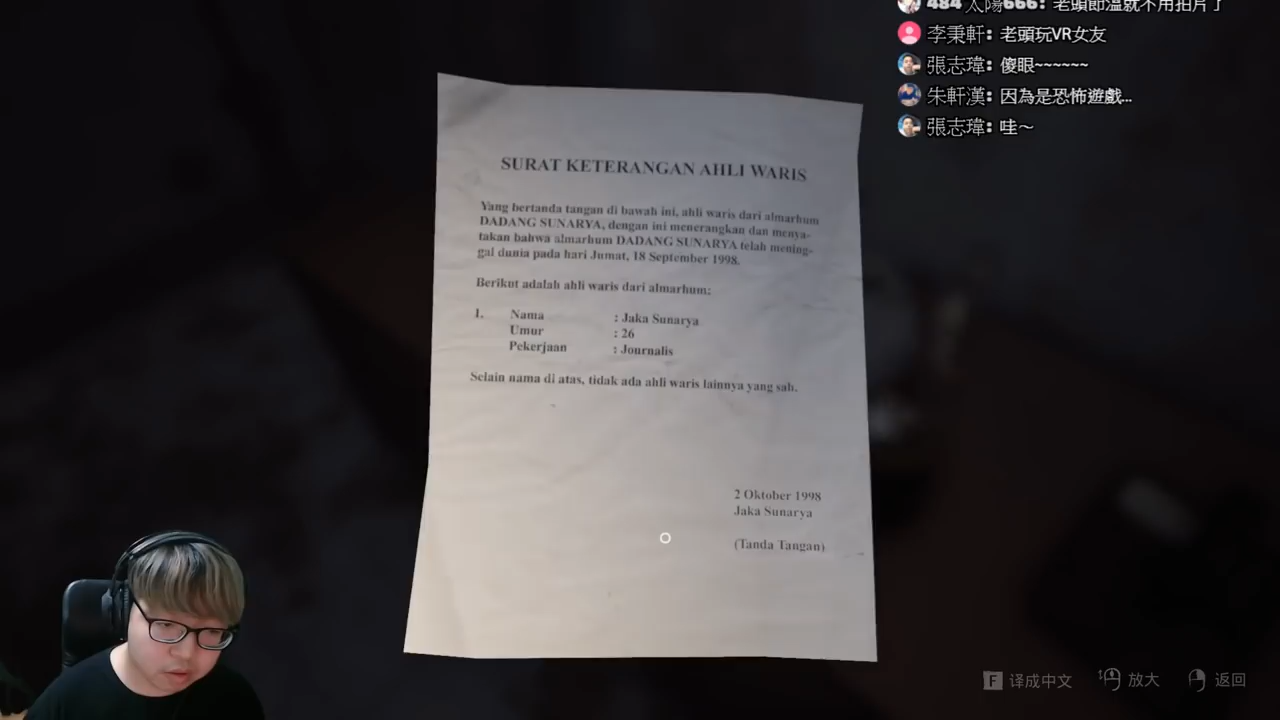 484 太陽666: 老頭節溫就不用拍片了
李秉軒: 老頭玩VR女友
張志瑋: 傻眼~~~~~~
朱軒漢: 因為是恐怖遊戲...
張志瑋: 哇～
SURAT KETERANGAN AHLI WARIS
Yang bertanda tangan di bawah ini, ahli waris dari almarhum
DADANG SUNARYA, dengan ini menerangkan dan menya-
takan bahwa almarhum DADANG SUNARYA telah mening-
gal dunia pada hari Jumat, 18 September 1998.
Berikut adalah ahli waris dari almarhum:
1. Nama : Jaka Sunarya
Umur : 26
Pekerjaan : Journalis
Selain nama di atas, tidak ada ahli waris lainnya yang sah.
2 Oktober 1998
Jaka Sunarya
(Tanda Tangan)
F 译成中文 放大 返回